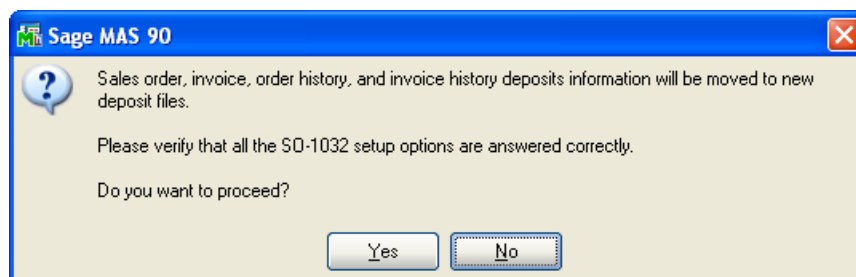 Sage MAS 90
Sales order, invoice, order history, and invoice history deposits information will be moved to new
deposit files.
Please verify that all the SO-1032 setup options are answered correctly.
Do you want to proceed?
Yes
No